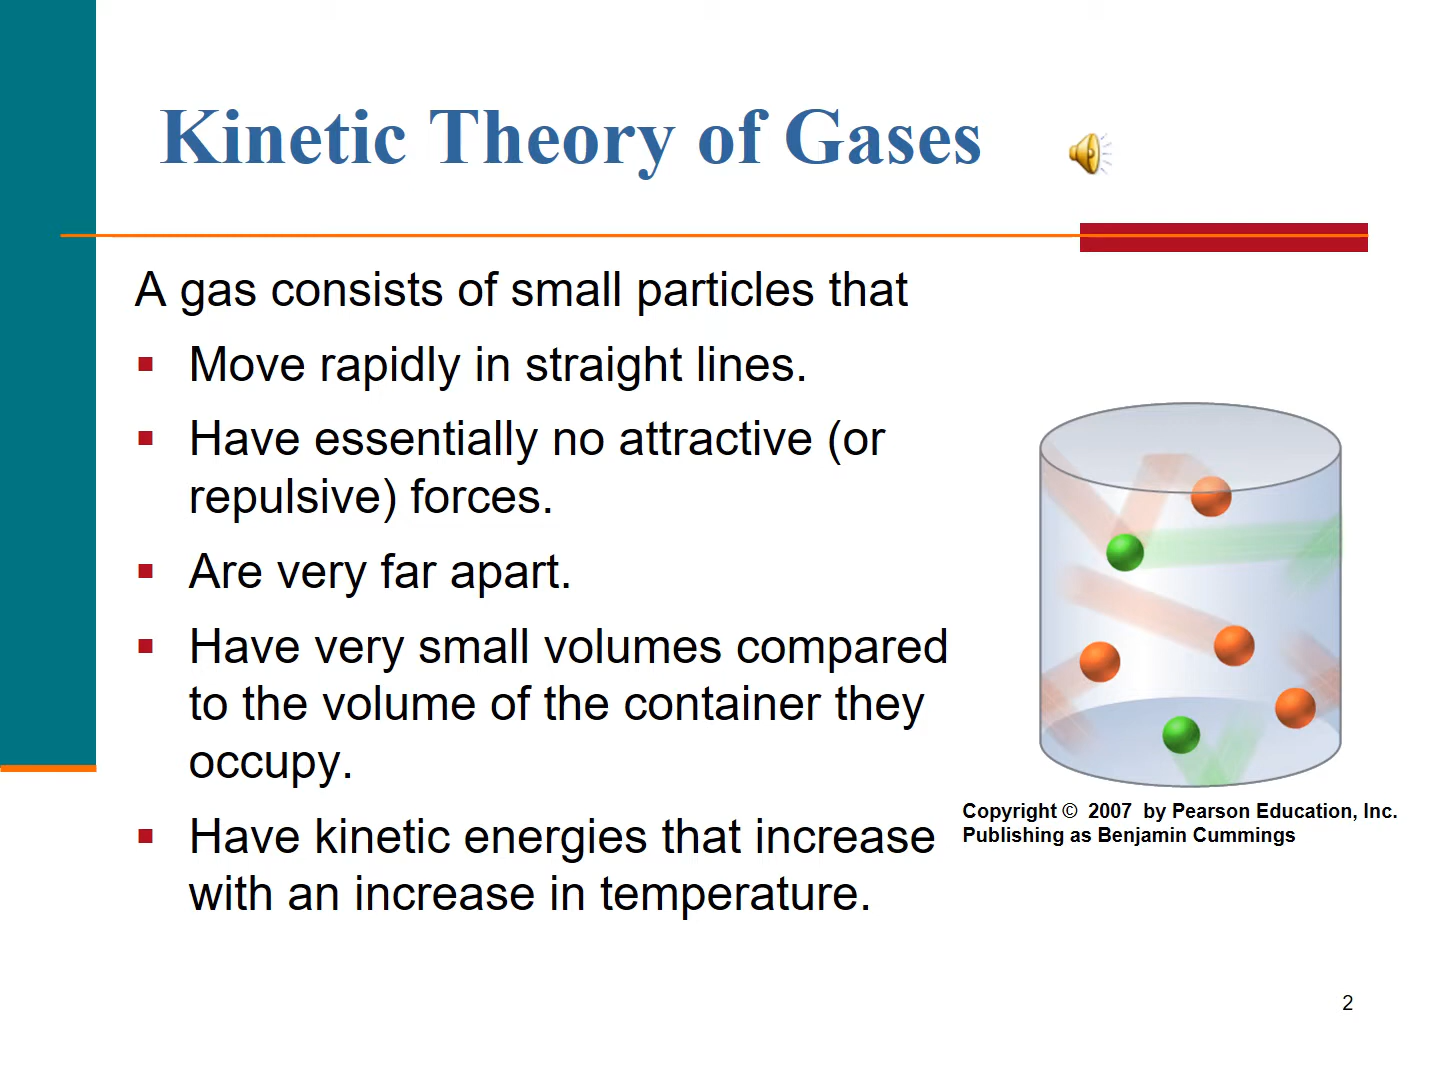 Kinetic Theory of Gases
A gas consists of small particles that
▪ Move rapidly in straight lines.
▪ Have essentially no attractive (or
repulsive) forces.
▪ Are very far apart.
▪ Have very small volumes compared
to the volume of the container they
occupy.
▪ Have kinetic energies that increase
with an increase in temperature.
Copyright © 2007 by Pearson Education, Inc.
Publishing as Benjamin Cummings
2